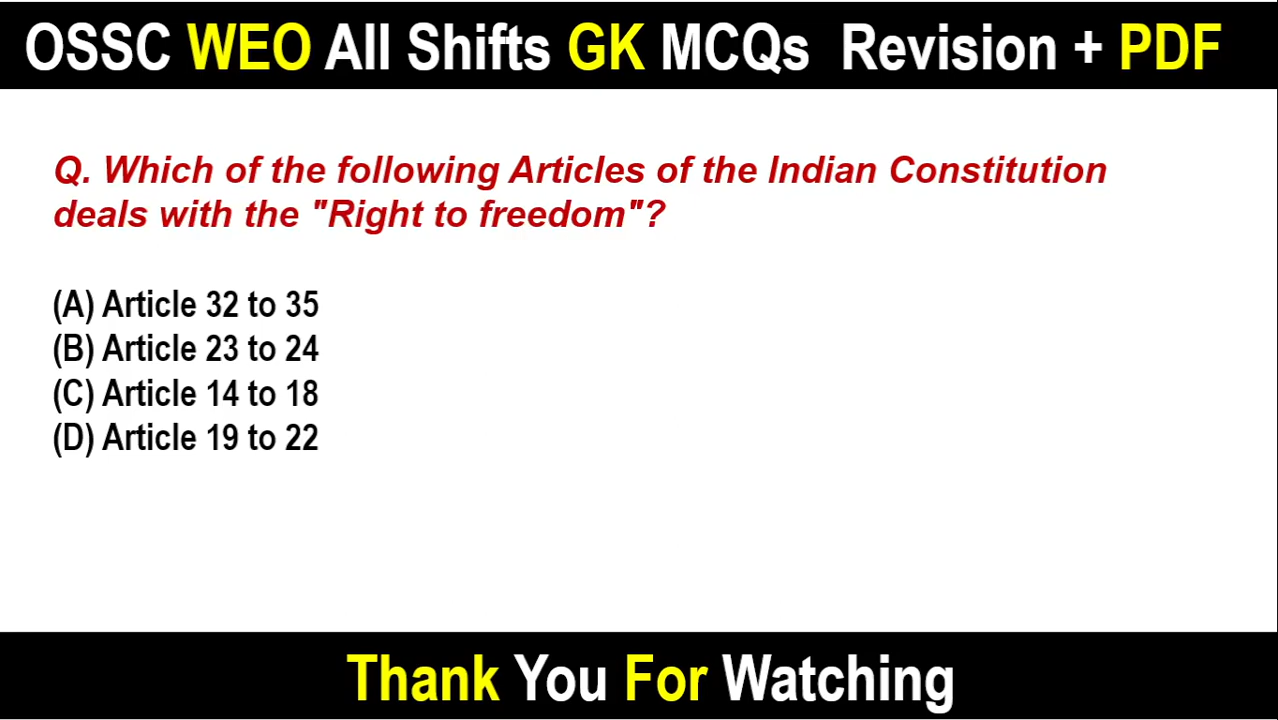 OSSC WEO All Shifts GK MCQs Revision + PDF
Q. Which of the following Articles of the Indian Constitution
deals with the "Right to freedom"?
(A) Article 32 to 35
(B) Article 23 to 24
(C) Article 14 to 18
(D) Article 19 to 22
Thank You For Watching